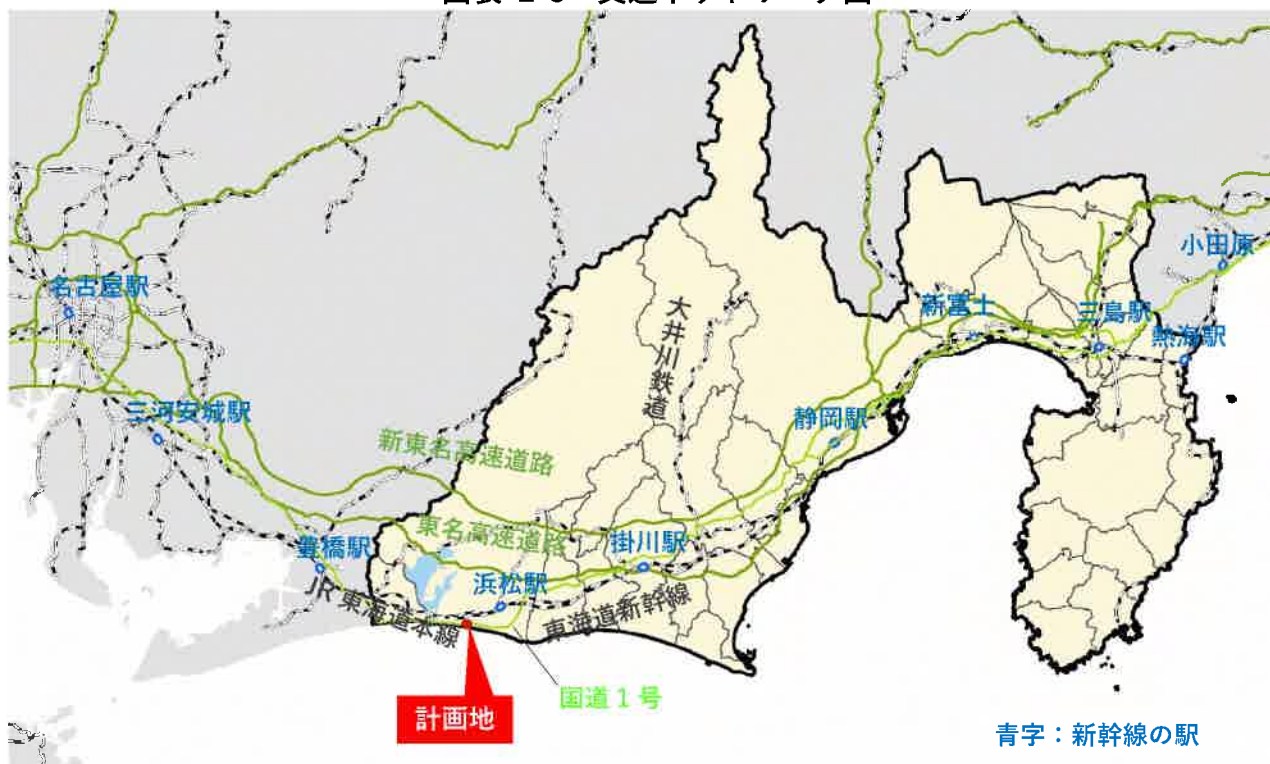 小田原
名古屋駅
新富士
三島駅
熱海駅
大井川鉄道
三河安城駅
静岡駅
新東名高速道路
東名高速道路
豊橋駅
掛川駅
浜松駅
JR 東海道本線
東海道新幹線
国道1号
計画地
青字:新幹線の駅